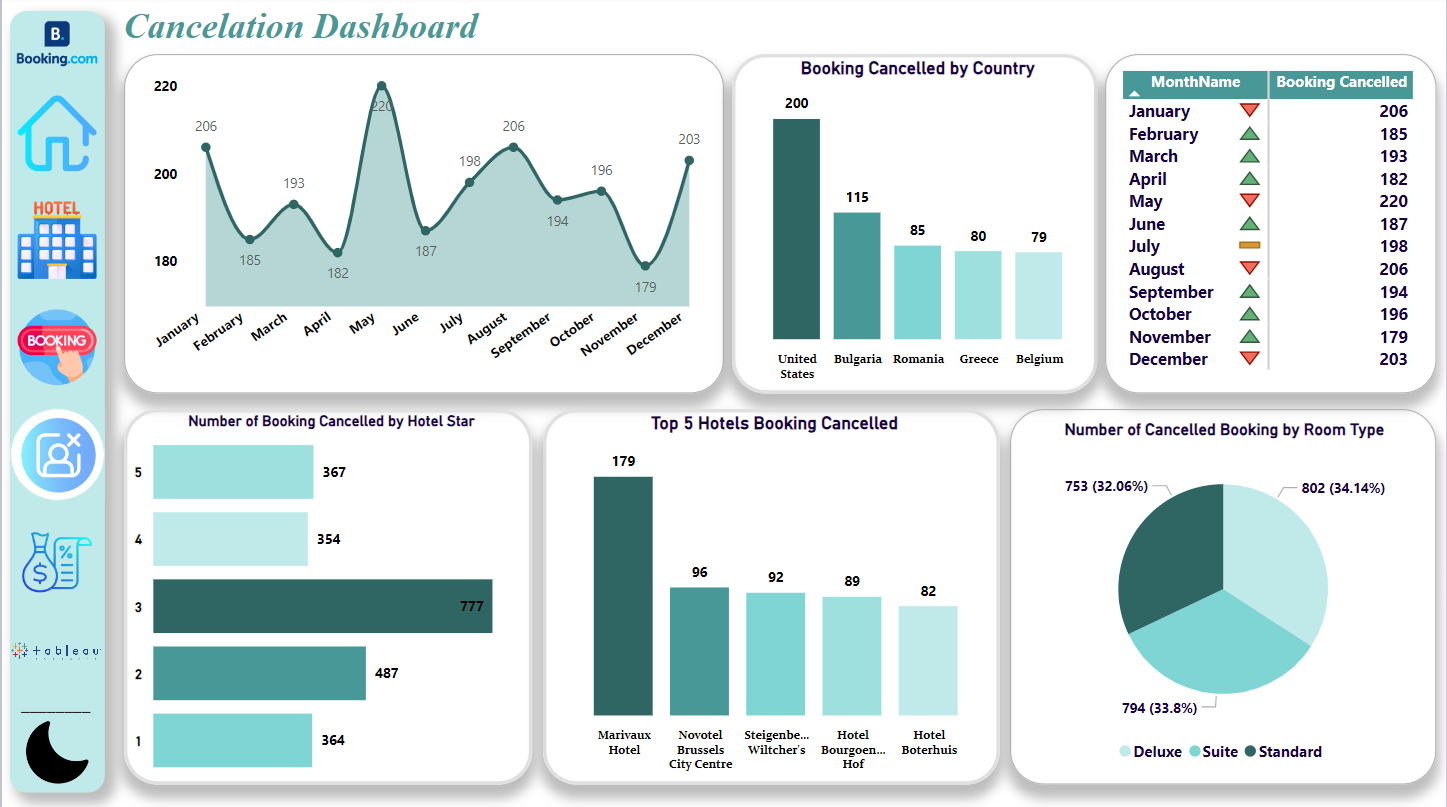 B.
Booking.com
HOTEL
BOOKING
%
$
tableau
Cancelation Dashboard
220
200
180
206
185
193
182
220
187
198
206
194
196
179
203
January
February
March
April
May
June
July
August
September
October
November
December
Booking Cancelled by Country
200
115
85
80
79
United
States
Bulgaria
Romania
Greece
Belgium
MonthName Booking Cancelled
January 206
February 185
March 193
April 182
May 220
June 187
July 198
August 206
September 194
October 196
November 179
December 203
Number of Booking Cancelled by Hotel Star
5 367
4 354
3 777
2 487
1 364
Top 5 Hotels Booking Cancelled
179
96
92
89
82
Marivaux
Hotel
Novotel
Brussels
City Centre
Steigenbe...
Wiltcher's
Hotel
Bourgoen...
Hof
Hotel
Boterhuis
Number of Cancelled Booking by Room Type
753 (32.06%)
802 (34.14%)
794 (33.8%)
Deluxe Suite Standard